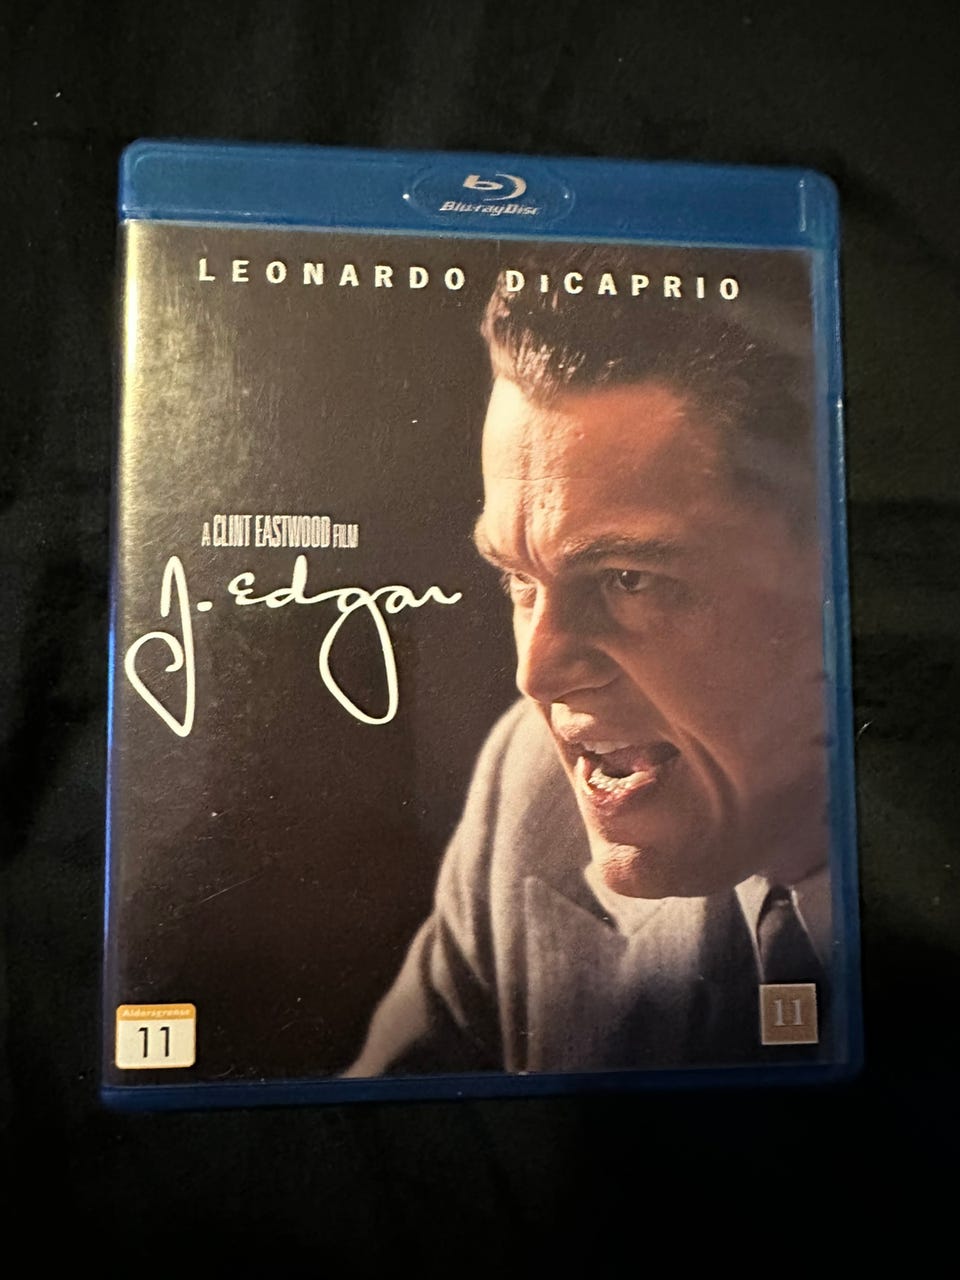 Blu-ray Disc
LEONARDO DiCAPRIO
A CLINT EASTWOOD FILM
J. Edgar
Aldersgrense
11
11